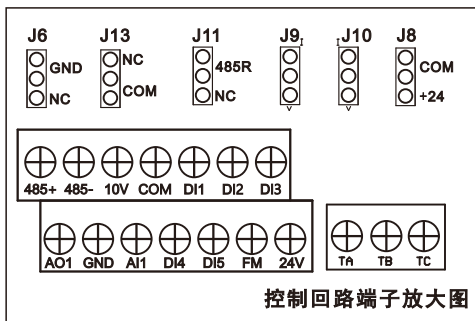 J6 J13 J11 J9 J10 J8
GND NC 485R I I COM
NC COM NC V V +24
485+ 485- 10V COM DI1 DI2 DI3
AO1 GND AI1 DI4 DI5 FM 24V
TA TB TC
控制回路端子放大图